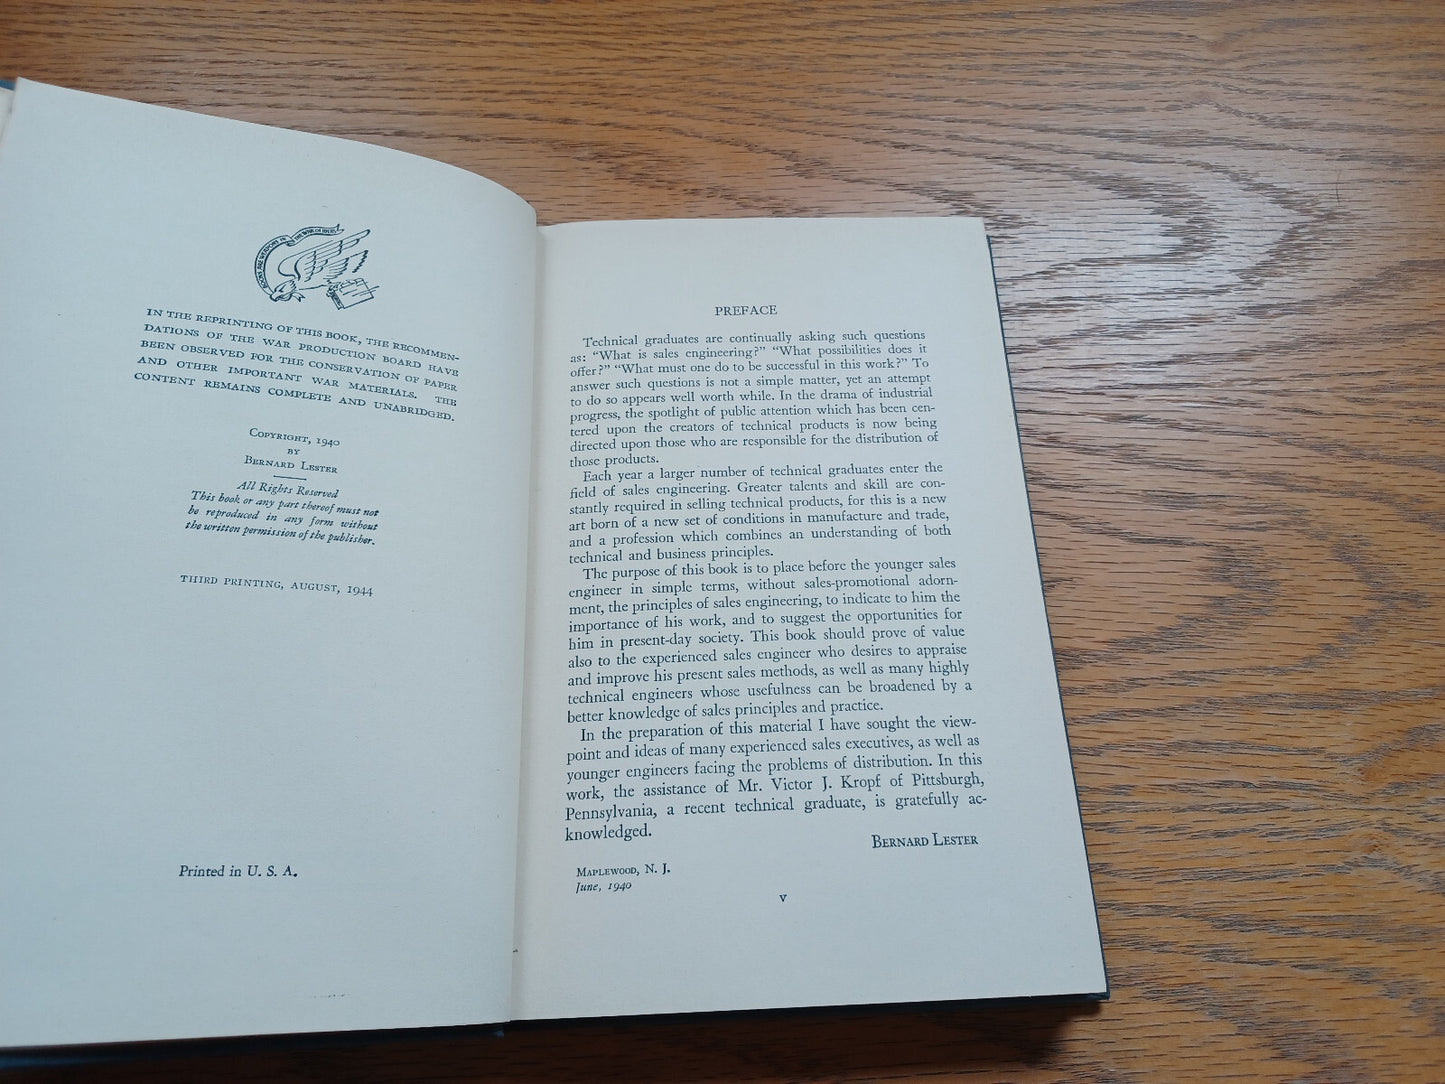 BOOKS ARE WEAPONS IN THE WAR OF IDEAS
IN THE REPRINTING OF THIS BOOK, THE RECOMMEN-
DATIONS OF THE WAR PRODUCTION BOARD HAVE
BEEN OBSERVED FOR THE CONSERVATION OF PAPER
AND OTHER IMPORTANT WAR MATERIALS. THE
CONTENT REMAINS COMPLETE AND UNABRIDGED.
COPYRIGHT, 1940
BY
BERNARD LESTER
All Rights Reserved
This book or any part thereof must not
be reproduced in any form without
the written permission of the publisher.
THIRD PRINTING, AUGUST, 1944
Printed in U. S. A.
PREFACE
Technical graduates are continually asking such questions
as: “What is sales engineering?” “What possibilities does it
offer?” “What must one do to be successful in this work?” To
answer such questions is not a simple matter, yet an attempt
to do so appears well worth while. In the drama of industrial
progress, the spotlight of public attention which has been cen-
tered upon the creators of technical products is now being
directed upon those who are responsible for the distribution of
those products.
Each year a larger number of technical graduates enter the
field of sales engineering. Greater talents and skill are con-
stantly required in selling technical products, for this is a new
art born of a new set of conditions in manufacture and trade,
and a profession which combines an understanding of both
technical and business principles.
The purpose of this book is to place before the younger sales
engineer in simple terms, without sales-promotional adorn-
ment, the principles of sales engineering, to indicate to him the
importance of his work, and to suggest the opportunities for
him in present-day society. This book should prove of value
also to the experienced sales engineer who desires to appraise
and improve his present sales methods, as well as many highly
technical engineers whose usefulness can be broadened by a
better knowledge of sales principles and practice.
In the preparation of this material I have sought the view-
point and ideas of many experienced sales executives, as well as
younger engineers facing the problems of distribution. In this
work, the assistance of Mr. Victor J. Kropf of Pittsburgh,
Pennsylvania, a recent technical graduate, is gratefully ac-
knowledged.
BERNARD LESTER
MAPLEWOOD, N. J.
June, 1940
v